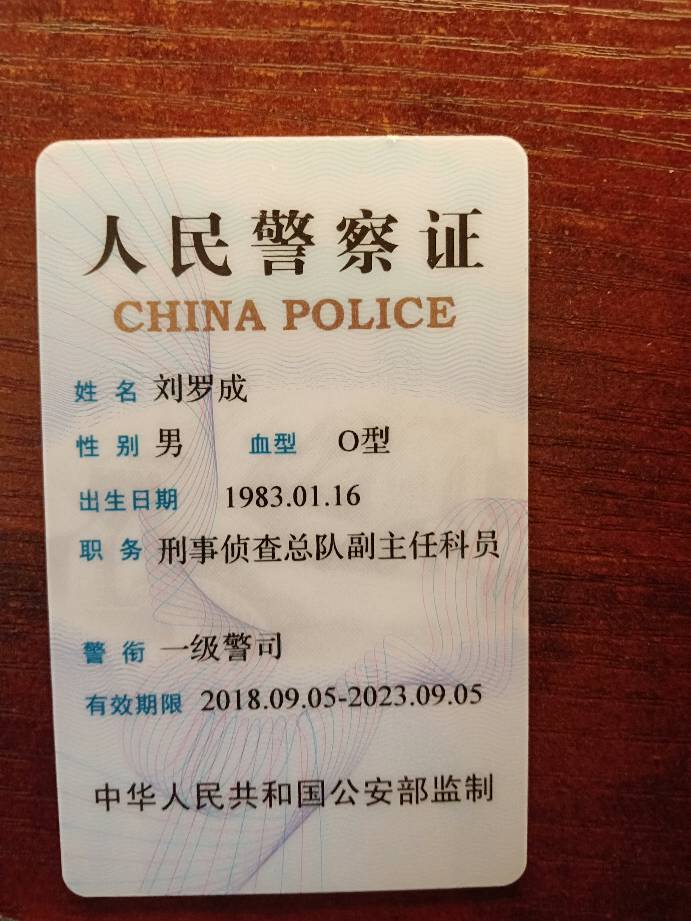 人民警察证
CHINA POLICE
姓 名 刘罗成
性 别 男 血型 O型
出生日期 1983.01.16
职 务 刑事侦查总队副主任科员
警 衔 一级警司
有效期限 2018.09.05-2023.09.05
中华人民共和国公安部监制